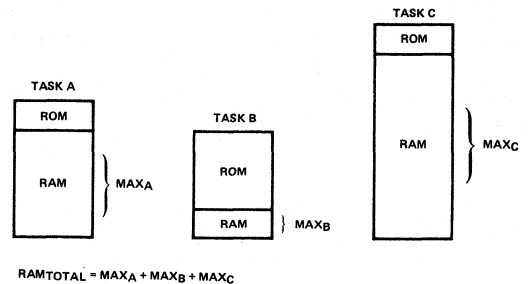 TASK A
ROM
RAM
MAXA
TASK B
ROM
RAM
MAXB
TASK C
ROM
RAM
MAXC
RAMTOTAL = MAXA + MAXB + MAXC